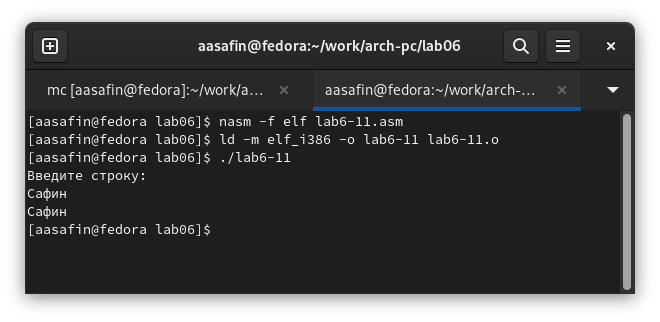 aasafin@fedora:~/work/arch-pc/lab06
mc [aasafin@fedora]:~/work/a...
aasafin@fedora:~/work/arch-...
[aasafin@fedora lab06]$ nasm -f elf lab6-11.asm
[aasafin@fedora lab06]$ ld -m elf_i386 -o lab6-11 lab6-11.o
[aasafin@fedora lab06]$ ./lab6-11
Введите строку:
Сафин
Сафин
[aasafin@fedora lab06]$